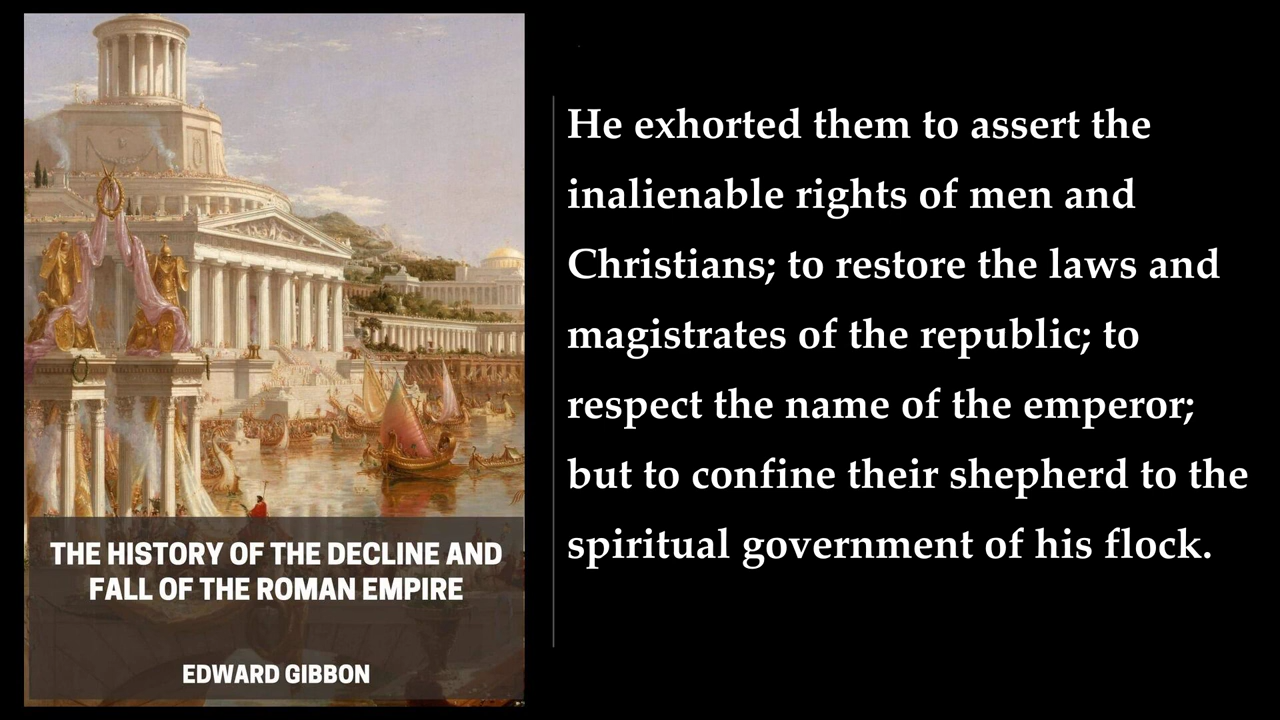 THE HISTORY OF THE DECLINE AND
FALL OF THE ROMAN EMPIRE
EDWARD GIBBON
He exhorted them to assert the
inalienable rights of men and
Christians; to restore the laws and
magistrates of the republic; to
respect the name of the emperor;
but to confine their shepherd to the
spiritual government of his flock.